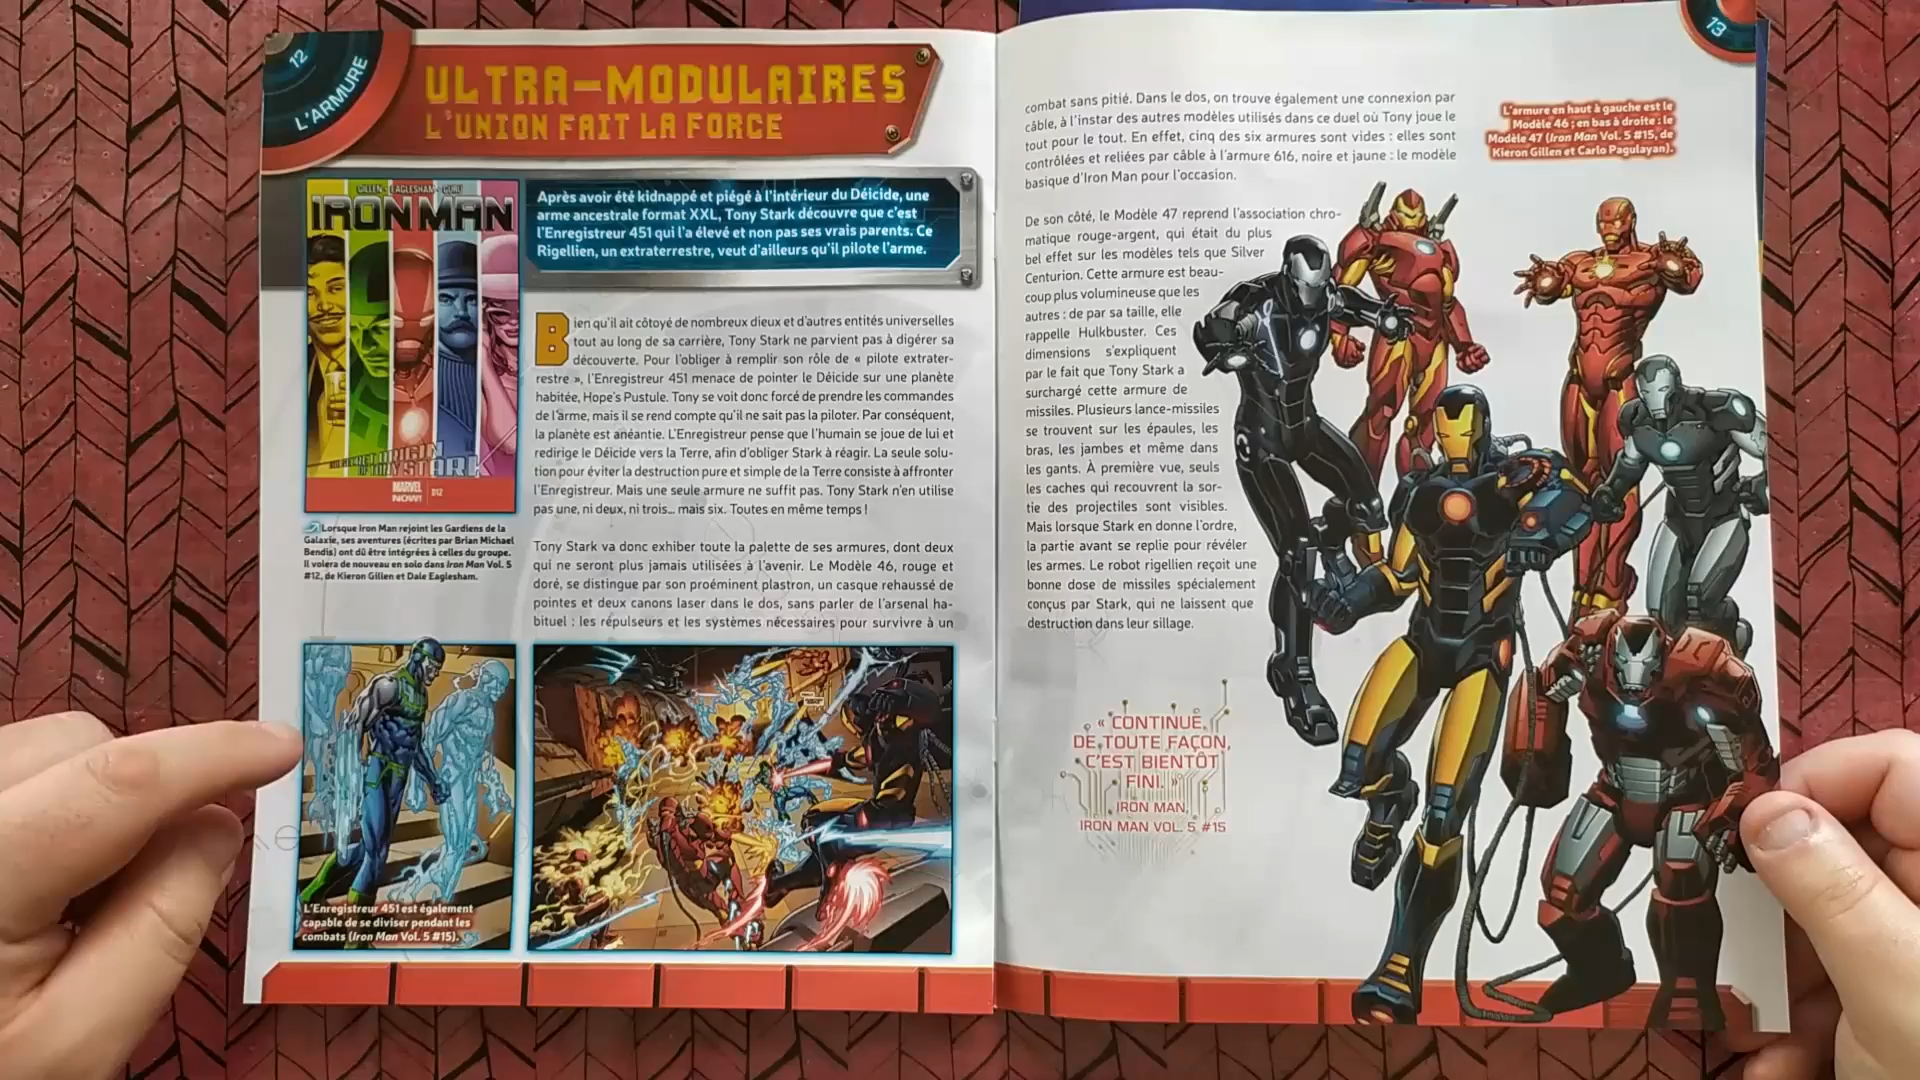 12
L'ARMURE
ULTRA-MODULAIRES
L'UNION FAIT LA FORCE
GILLEN • EAGLESHAM • GURU
IRON MAN
MARVEL
NOW!
012
Après avoir été kidnappé et piégé à l'intérieur du Déicide, une
arme ancestrale format XXL, Tony Stark découvre que c'est
l'Enregistreur 451 qui l'a élevé et non pas ses vrais parents. Ce
Rigellien, un extraterrestre, veut d'ailleurs qu'il pilote l'arme.
Lorsque Iron Man rejoint les Gardiens de la
Galaxie, ses aventures (écrites par Brian Michael
Bendis) ont dû être intégrées à celles du groupe.
Il volera de nouveau en solo dans Iron Man Vol. 5
#12, de Kieron Gillen et Dale Eaglesham.
Bien qu'il ait côtoyé de nombreux dieux et d'autres entités universelles
tout au long de sa carrière, Tony Stark ne parvient pas à digérer sa
découverte. Pour l'obliger à remplir son rôle de « pilote extrater-
restre », l'Enregistreur 451 menace de pointer le Déicide sur une planète
habitée, Hope's Pustule. Tony se voit donc forcé de prendre les commandes
de l'arme, mais il se rend compte qu'il ne sait pas la piloter. Par conséquent,
la planète est anéantie. L'Enregistreur pense que l'humain se joue de lui et
redirige le Déicide vers la Terre, afin d'obliger Stark à réagir. La seule solu-
tion pour éviter la destruction pure et simple de la Terre consiste à affronter
l'Enregistreur. Mais une seule armure ne suffit pas. Tony Stark n'en utilise
pas une, ni deux, ni trois... mais six. Toutes en même temps !
Tony Stark va donc exhiber toute la palette de ses armures, dont deux
qui ne seront plus jamais utilisées à l'avenir. Le Modèle 46, rouge et
doré, se distingue par son proéminent plastron, un casque rehaussé de
pointes et deux canons laser dans le dos, sans parler de l'arsenal ha-
bituel : les répulseurs et les systèmes nécessaires pour survivre à un
L'Enregistreur 451 est également
capable de se diviser pendant les
combats (Iron Man Vol. 5 #15).
13
combat sans pitié. Dans le dos, on trouve également une connexion par
câble, à l'instar des autres modèles utilisés dans ce duel où Tony joue le
tout pour le tout. En effet, cinq des six armures sont vides : elles sont
contrôlées et reliées par câble à l'armure 616, noire et jaune : le modèle
basique d'Iron Man pour l'occasion.
De son côté, le Modèle 47 reprend l'association chro-
matique rouge-argent, qui était du plus
bel effet sur les modèles tels que Silver
Centurion. Cette armure est beau-
coup plus volumineuse que les
autres : de par sa taille, elle
rappelle Hulkbuster. Ces
dimensions s'expliquent
par le fait que Tony Stark a
surchargé cette armure de
missiles. Plusieurs lance-missiles
se trouvent sur les épaules, les
bras, les jambes et même dans
les gants. À première vue, seuls
les caches qui recouvrent la sor-
tie des projectiles sont visibles.
Mais lorsque Stark en donne l'ordre,
la partie avant se replie pour révéler
les armes. Le robot rigellien reçoit une
bonne dose de missiles spécialement
conçus par Stark, qui ne laissent que
destruction dans leur sillage.
L'armure en haut à gauche est le
Modèle 46 ; en bas à droite : le
Modèle 47 (Iron Man Vol. 5 #15, de
Kieron Gillen et Carlo Pagulayan).
« CONTINUE,
DE TOUTE FAÇON,
C'EST BIENTÔT
FINI. »
IRON MAN,
IRON MAN VOL. 5 #15